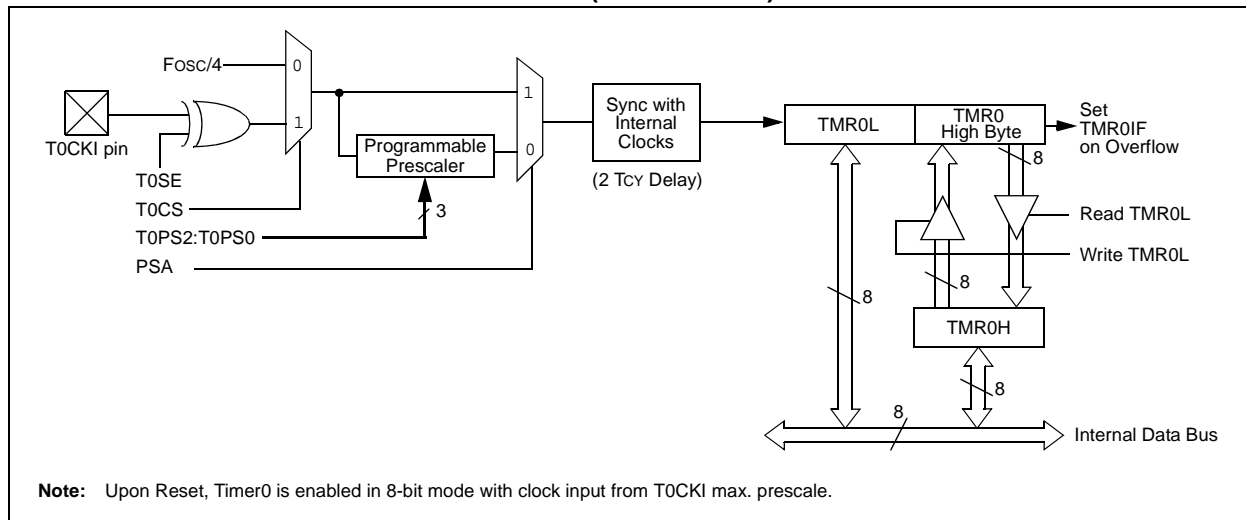 FOSC/4
0
1
T0CKI pin
T0SE
T0CS
T0PS2:T0PS0
PSA
Programmable
Prescaler
3
1
0
Sync with
Internal
Clocks
(2 TCY Delay)
TMR0L
TMR0
High Byte
Set
TMR0IF
on Overflow
8
Read TMR0L
Write TMR0L
8
8
TMR0H
8
8
Internal Data Bus
Note: Upon Reset, Timer0 is enabled in 8-bit mode with clock input from T0CKI max. prescale.